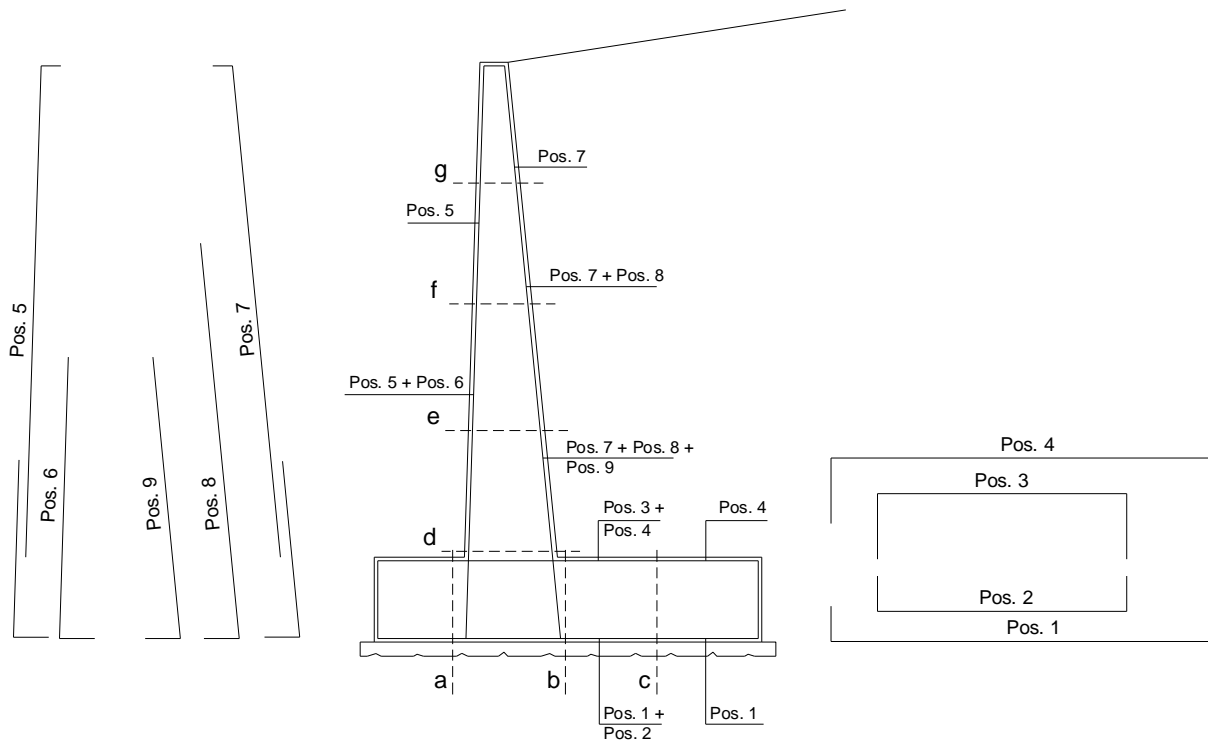 Pos. 5
Pos. 6
Pos. 9
Pos. 8
Pos. 7
g
Pos. 7
Pos. 5
f
Pos. 7 + Pos. 8
Pos. 5 + Pos. 6
e
Pos. 7 + Pos. 8 +
Pos. 9
d
Pos. 3 +
Pos. 4
Pos. 4
a
b
c
Pos. 1 +
Pos. 2
Pos. 1
Pos. 4
Pos. 3
Pos. 2
Pos. 1